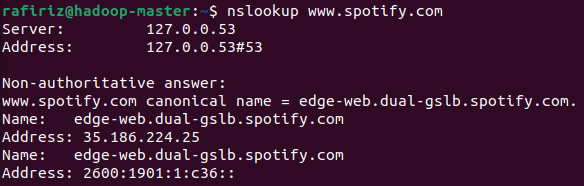 rafiriz@hadoop-master:~$ nslookup www.spotify.com
Server: 127.0.0.53
Address: 127.0.0.53#53
Non-authoritative answer:
www.spotify.com canonical name = edge-web.dual-gslb.spotify.com.
Name: edge-web.dual-gslb.spotify.com
Address: 35.186.224.25
Name: edge-web.dual-gslb.spotify.com
Address: 2600:1901:1:c36::